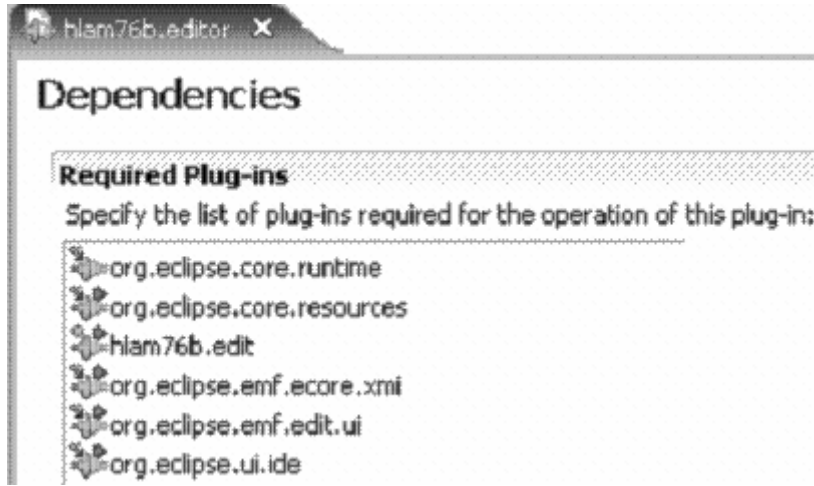 hlam76b.editor
Dependencies
Required Plug-ins
Specify the list of plug-ins required for the operation of this plug-in:
org.eclipse.core.runtime
org.eclipse.core.resources
hlam76b.edit
org.eclipse.emf.ecore.xmi
org.eclipse.emf.edit.ui
org.eclipse.ui.ide